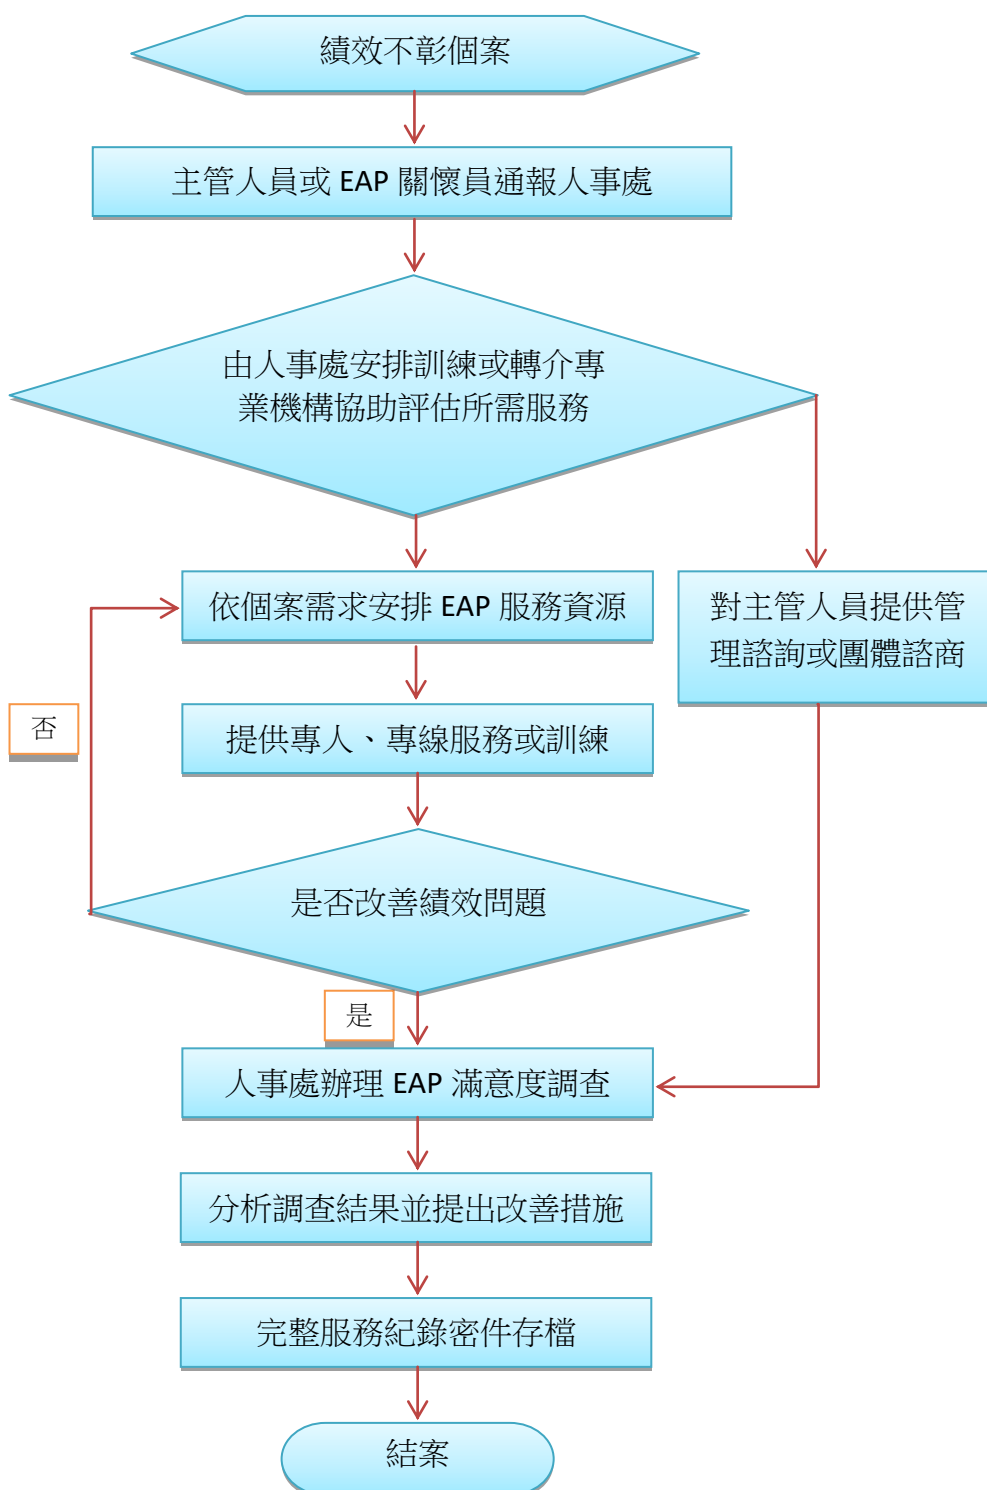 績效不彰個案
主管人員或 EAP 關懷員通報人事處
由人事處安排訓練或轉介專
業機構協助評估所需服務
依個案需求安排 EAP 服務資源
對主管人員提供管
理諮詢或團體諮商
否
提供專人、專線服務或訓練
是否改善績效問題
是
人事處辦理 EAP 滿意度調查
分析調查結果並提出改善措施
完整服務紀錄密件存檔
結案